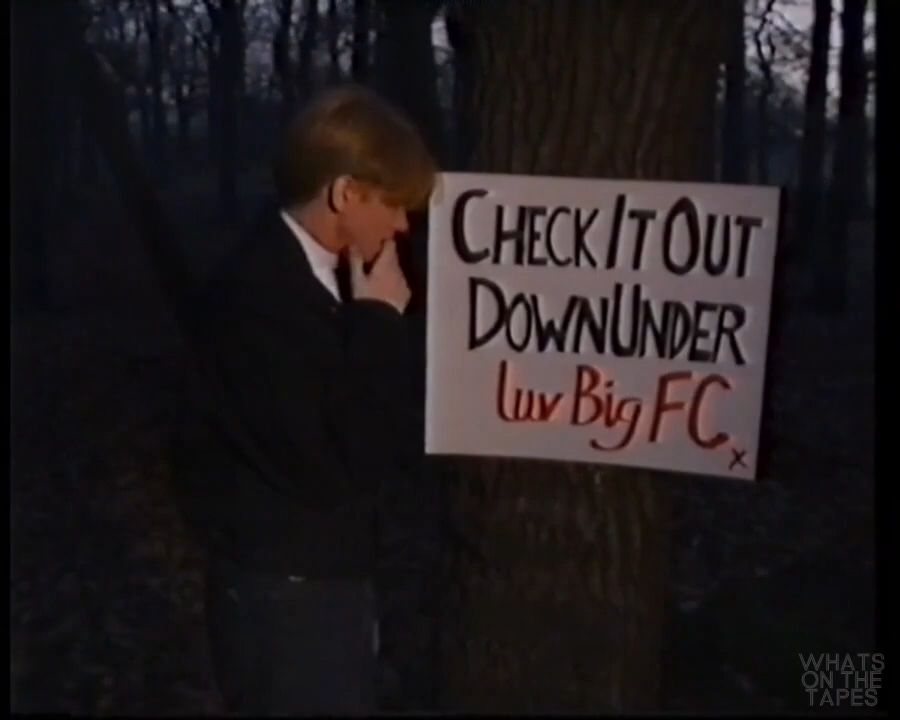 CHECK IT OUT
DOWNUNDER
luv Big FC.
x
WHATS
ON THE
TAPES